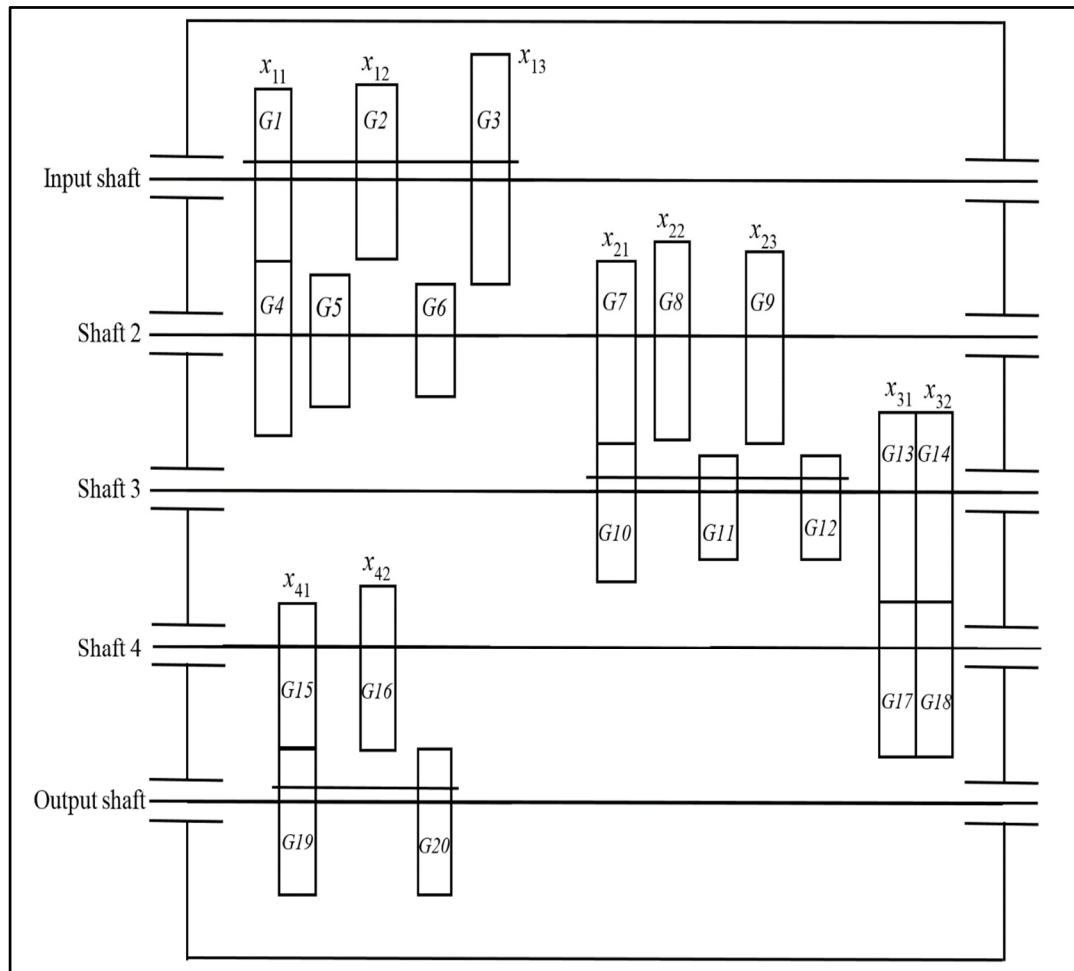 x11 x12 x13
G1 G2 G3
Input shaft
x21 x22 x23
G4 G5 G6 G7 G8 G9
Shaft 2
x31 x32
G13 G14
Shaft 3
G10 G11 G12
x41 x42
Shaft 4
G15 G16 G17 G18
Output shaft
G19 G20